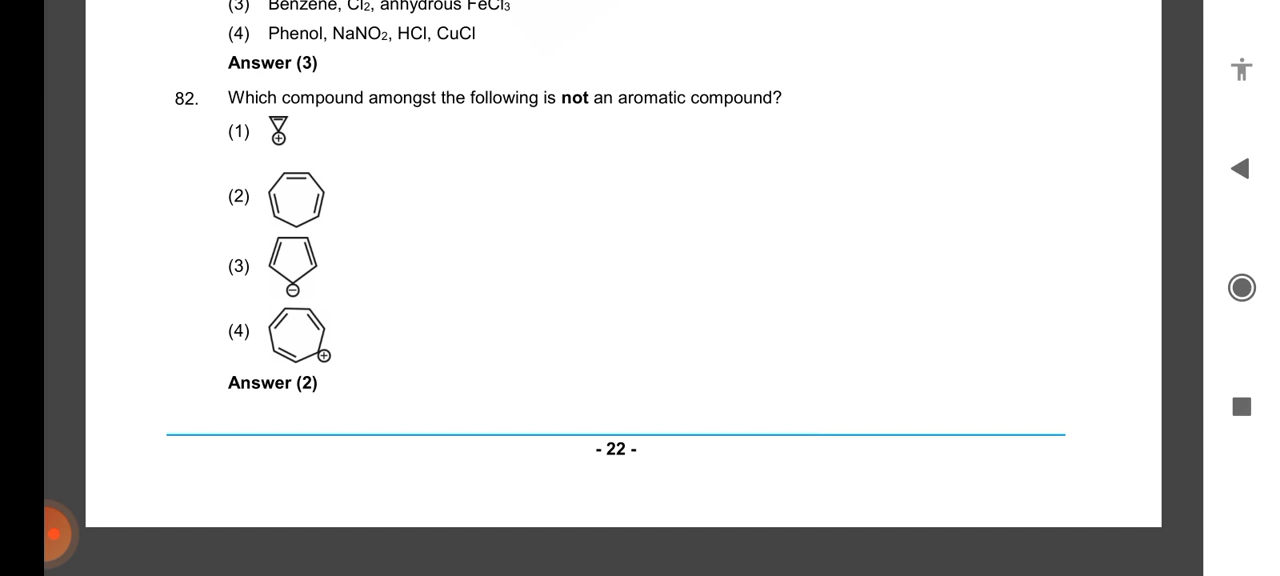 (3) Benzene, Cl₂, anhydrous FeCl₃
(4) Phenol, NaNO₂, HCl, CuCl
Answer (3)
82. Which compound amongst the following is not an aromatic compound?
(1) ⊕
(2)
(3) ⊖
(4) ⊕
Answer (2)
- 22 -